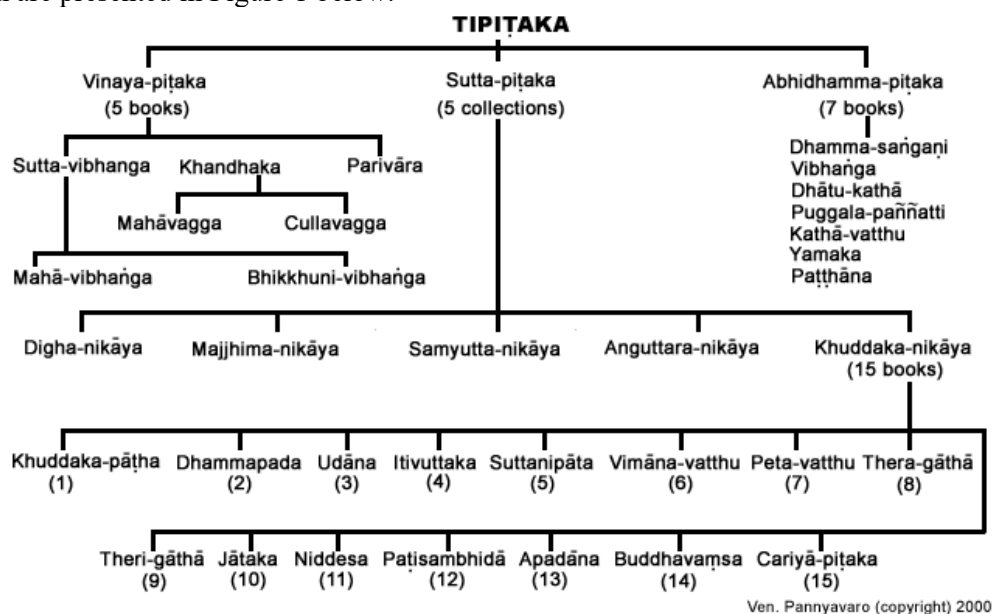 are presented in Figure 1 below.
TIPIṬAKA
Vinaya-piṭaka Sutta-piṭaka Abhidhamma-piṭaka
(5 books) (5 collections) (7 books)
Sutta-vibhanga Khandhaka Parivāra
Mahāvagga Cullavagga
Mahā-vibhaṅga Bhikkhuni-vibhaṅga
Dhamma-saṅgaṇi
Vibhaṅga
Dhātu-kathā
Puggala-paññatti
Kathā-vatthu
Yamaka
Paṭṭhāna
Digha-nikāya Majjhima-nikāya Samyutta-nikāya Anguttara-nikāya Khuddaka-nikāya
(15 books)
Khuddaka-pāṭha Dhammapada Udāna Itivuttaka Suttanipāta Vimāna-vatthu Peta-vatthu Thera-gāthā
(1) (2) (3) (4) (5) (6) (7) (8)
Theri-gāthā Jātaka Niddesa Paṭisambhidā Apadāna Buddhavaṃsa Cariyā-piṭaka
(9) (10) (11) (12) (13) (14) (15)
Ven. Pannyavaro (copyright) 2000